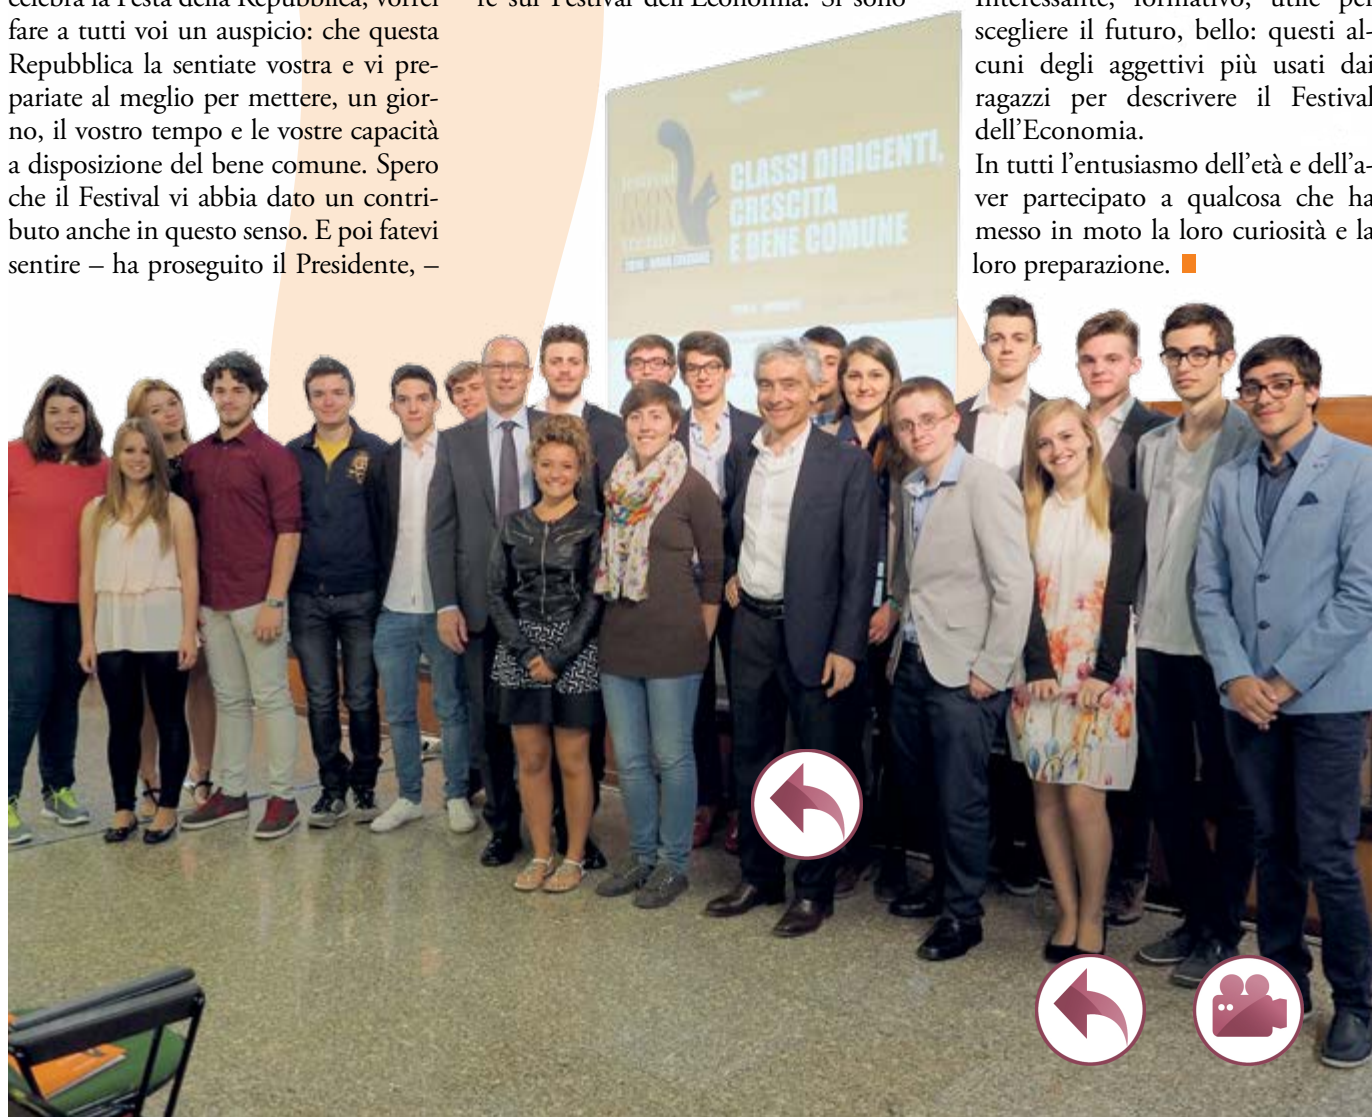 celebra la Festa della Repubblica, vorrei
fare a tutti voi un auspicio: che questa
Repubblica la sentiate vostra e vi pre-
pariate al meglio per mettere, un gior-
no, il vostro tempo e le vostre capacità
a disposizione del bene comune. Spero
che il Festival vi abbia dato un contri-
buto anche in questo senso. E poi fatevi
sentire – ha proseguito il Presidente, –
re sul Festival dell'Economia. Si sono
Interessante, formativo, utile per
scegliere il futuro, bello: questi al-
cuni degli aggettivi più usati dai
ragazzi per descrivere il Festival
dell'Economia.
In tutti l'entusiasmo dell'età e dell'a-
ver partecipato a qualcosa che ha
messo in moto la loro curiosità e la
loro preparazione.
festival
ECON
OMIA
trento
CLASSI DIRIGENTI,
CRESCITA
E BENE COMUNE